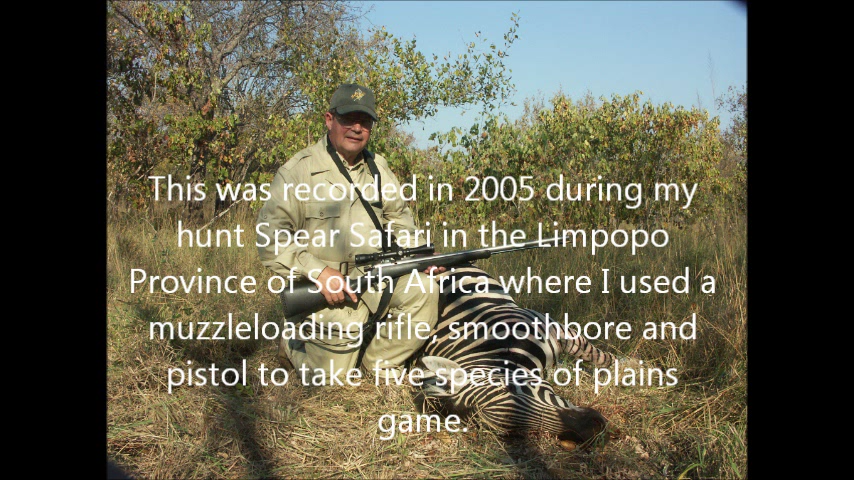 This was recorded in 2005 during my
hunt Spear Safari in the Limpopo
Province of South Africa where I used a
muzzleloading rifle, smoothbore and
pistol to take five species of plains
game.